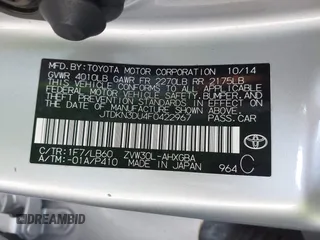 MFD.BY:TOYOTA MOTOR CORPORATION 10/14
GVWR 4010LB GAWR FR 2270LB RR 2175LB
THIS VEHICLE CONFORMS TO ALL APPLICABLE
FEDERAL MOTOR VEHICLE SAFETY, BUMPER, AND THEFT PREVENTION
STANDARDS IN EFFECT ON THE DATE OF
MANUFACTURE SHOWN ABOVE.
JTDKN3DU4F0422967 PASS.CAR
C/TR:1F7/LB60 ZVW30L-AHXGBA
A/TM:-01A/P410 MADE IN JAPAN 964 C
TOYOTA
DREAMBID